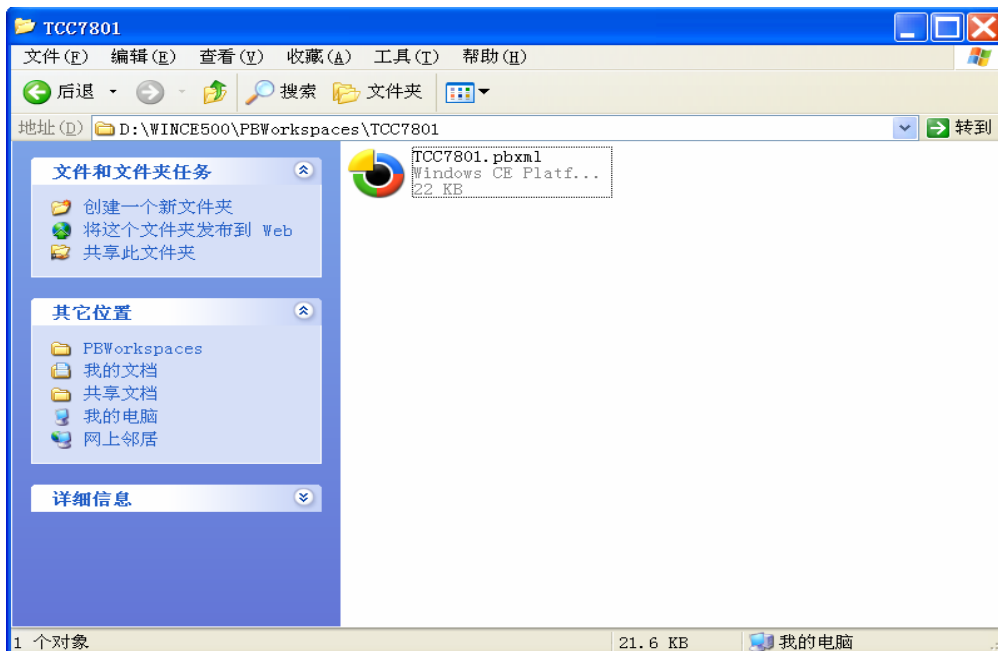 TCC7801
文件(F) 编辑(E) 查看(V) 收藏(A) 工具(T) 帮助(H)
后退 搜索 文件夹
地址(D) D:\WINCE500\PBWorkspaces\TCC7801 转到
文件和文件夹任务
创建一个新文件夹
将这个文件夹发布到 Web
共享此文件夹
其它位置
PBWorkspaces
我的文档
共享文档
我的电脑
网上邻居
详细信息
TCC7801.pbxml
Windows CE Platf...
22 KB
1 个对象 21.6 KB 我的电脑